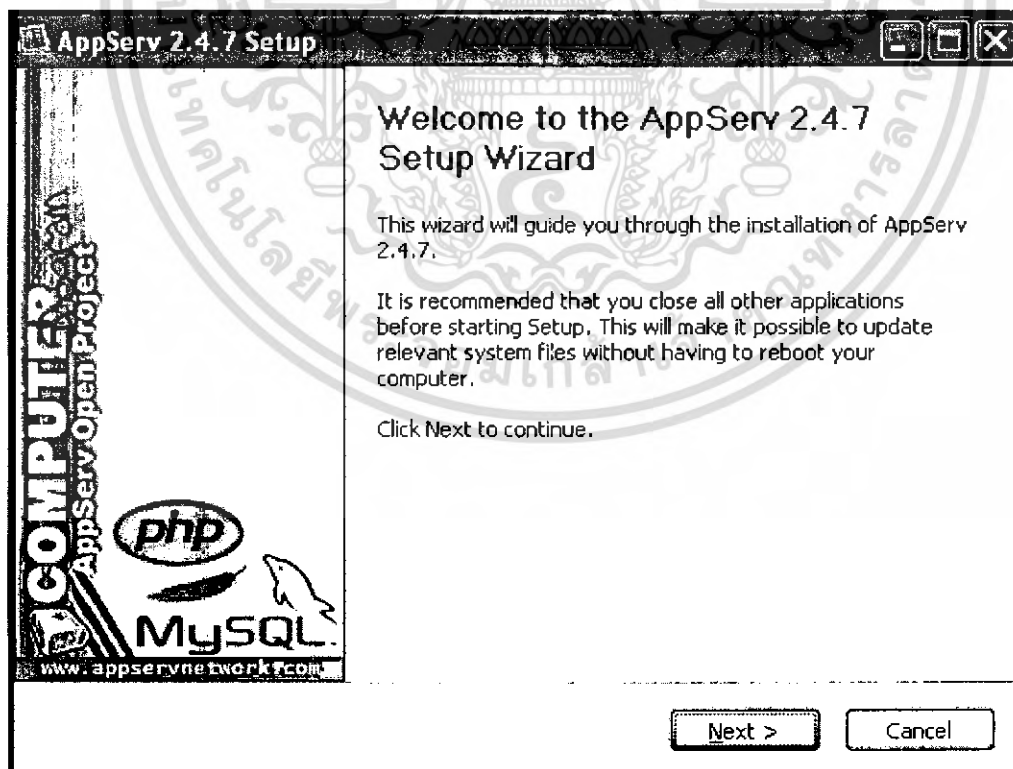 AppServ 2.4.7 Setup
Welcome to the AppServ 2.4.7
Setup Wizard
This wizard will guide you through the installation of AppServ
2.4.7.
It is recommended that you close all other applications
before starting Setup. This will make it possible to update
relevant system files without having to reboot your
computer.
Click Next to continue.
COMPUTER
AppServ Open Project
php
MySQL
www.appservnetwork.com
Next >
Cancel